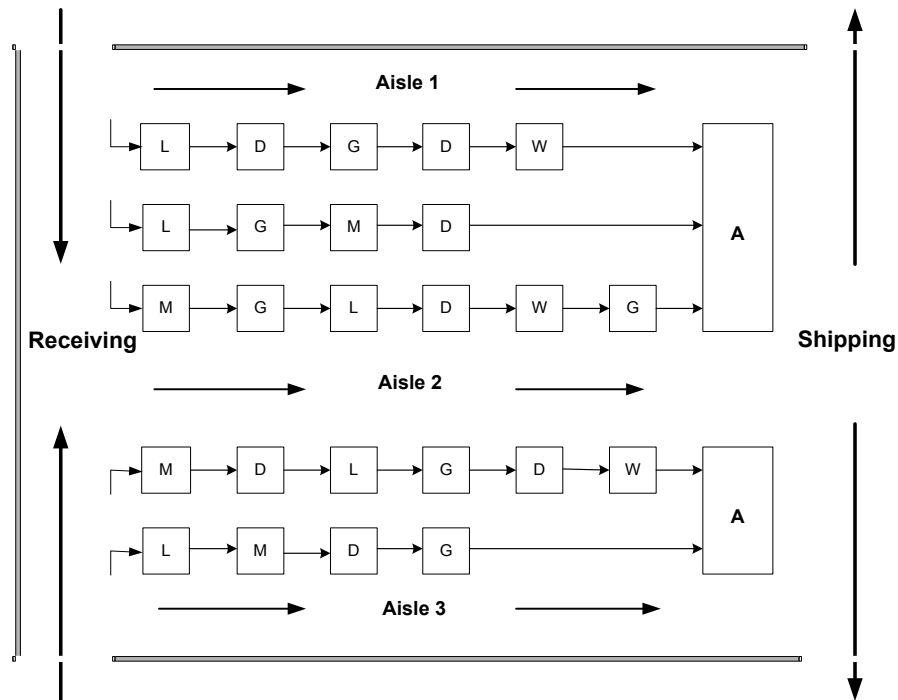 Aisle 1
L D G D W
L G M D
A
M G L D W G
Receiving
Shipping
Aisle 2
M D L G D W
A
L M D G
Aisle 3